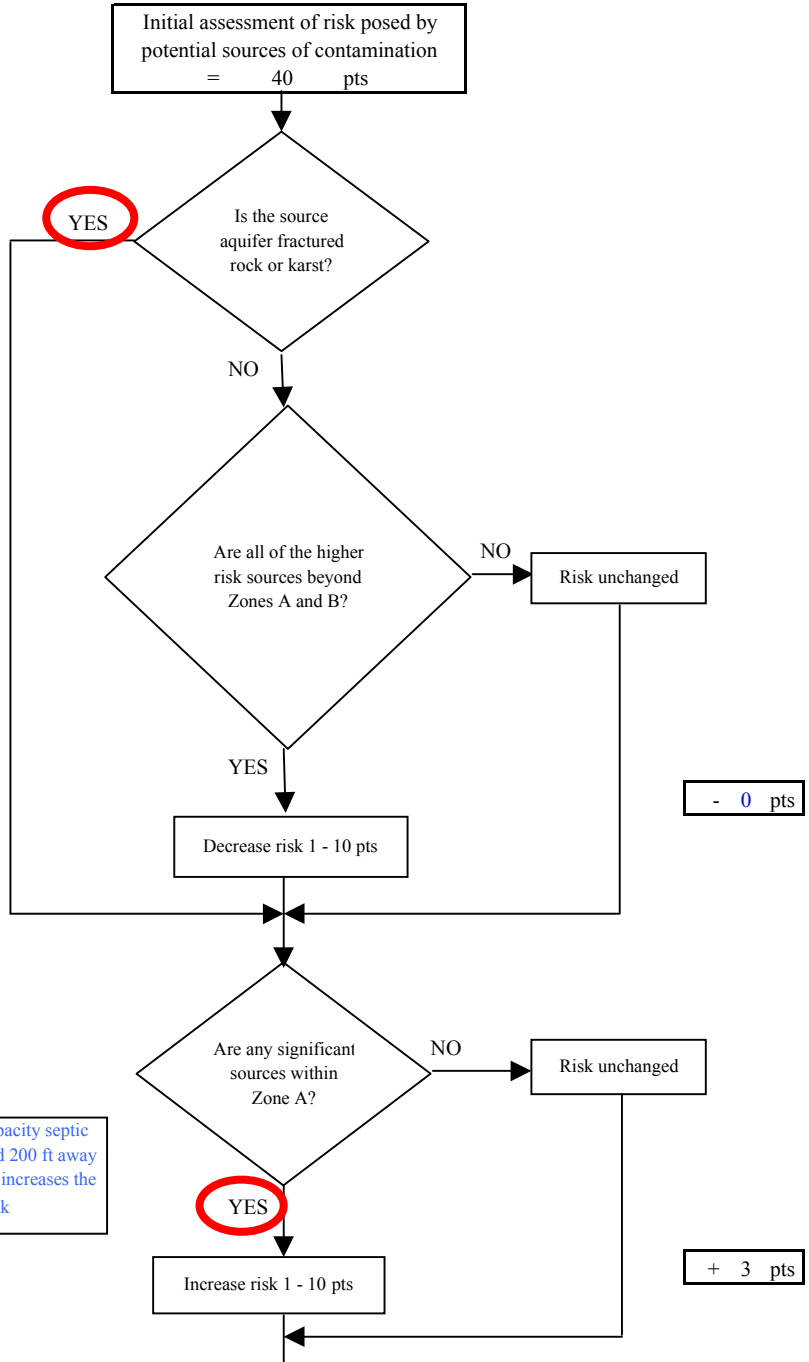 Initial assessment of risk posed by
potential sources of contamination
= 40 pts
YES
Is the source
aquifer fractured
rock or karst?
NO
Are all of the higher
risk sources beyond
Zones A and B?
NO
Risk unchanged
YES
- 0 pts
Decrease risk 1 - 10 pts
Are any significant
sources within
Zone A?
NO
Risk unchanged
pacity septic
d 200 ft away
increases the
k
YES
+ 3 pts
Increase risk 1 - 10 pts